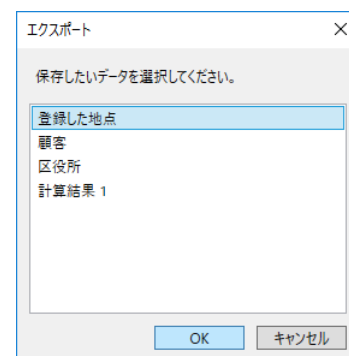 エクスポート
保存したいデータを選択してください。
登録した地点
顧客
区役所
計算結果 1
OK キャンセル